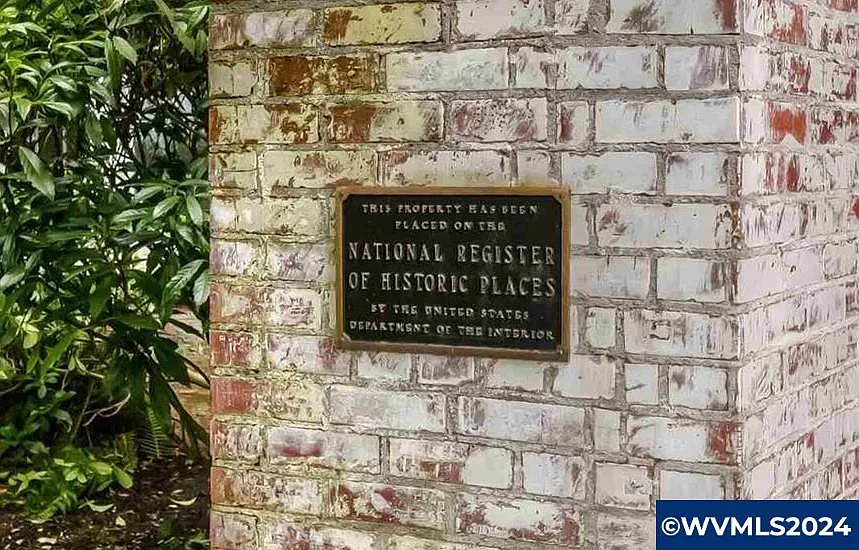 THIS PROPERTY HAS BEEN
PLACED ON THE
NATIONAL REGISTER
OF HISTORIC PLACES
BY THE UNITED STATES
DEPARTMENT OF THE INTERIOR
©WVMLS2024